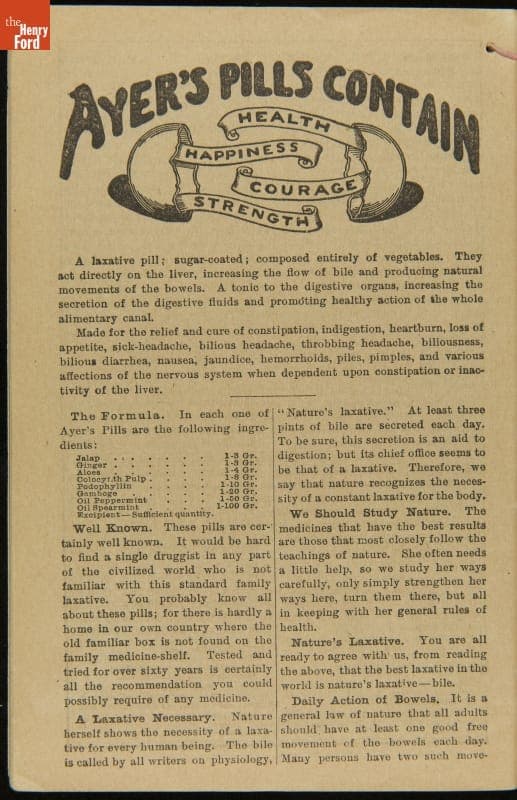 the
Henry
Ford
AYER'S PILLS CONTAIN
HEALTH
HAPPINESS
COURAGE
STRENGTH
A laxative pill; sugar-coated; composed entirely of vegetables. They
act directly on the liver, increasing the flow of bile and producing natural
movements of the bowels. A tonic to the digestive organs, increasing the
secretion of the digestive fluids and promoting healthy action of the whole
alimentary canal.
Made for the relief and cure of constipation, indigestion, heartburn, loss of
appetite, sick-headache, bilious headache, throbbing headache, biliousness,
bilious diarrhea, nausea, jaundice, hemorrhoids, piles, pimples, and various
affections of the nervous system when dependent upon constipation or inac-
tivity of the liver.
The Formula. In each one of
Ayer's Pills are the following ingre-
dients:
Jalap . . . . . . . 1-3 Gr.
Ginger . . . . . . . 1-3 Gr.
Aloes . . . . . . . 1-4 Gr.
Colocynth Pulp . . . . 1-8 Gr.
Podophyllin . . . . 1-10 Gr.
Gamboge . . . . . 1-20 Gr.
Oil Peppermint . . . . 1-50 Gr.
Oil Spearmint . . . 1-100 Gr.
Excipient—Sufficient quantity.
Well Known. These pills are cer-
tainly well known. It would be hard
to find a single druggist in any part
of the civilized world who is not
familiar with this standard family
laxative. You probably know all
about these pills; for there is hardly a
home in our own country where the
old familiar box is not found on the
family medicine-shelf. Tested and
tried for over sixty years is certainly
all the recommendation you could
possibly require of any medicine.
A Laxative Necessary. Nature
herself shows the necessity of a laxa-
tive for every human being. The bile
is called by all writers on physiology,
"Nature's laxative." At least three
pints of bile are secreted each day.
To be sure, this secretion is an aid to
digestion; but its chief office seems to
be that of a laxative. Therefore, we
say that nature recognizes the neces-
sity of a constant laxative for the body.
We Should Study Nature. The
medicines that have the best results
are those that most closely follow the
teachings of nature. She often needs
a little help, so we study her ways
carefully, only simply strengthen her
ways here, turn them there, but all
in keeping with her general rules of
health.
Nature's Laxative. You are all
ready to agree with us, from reading
the above, that the best laxative in the
world is nature's laxative—bile.
Daily Action of Bowels. It is a
general law of nature that all adults
should have at least one good free
movement of the bowels each day.
Many persons have two such move-